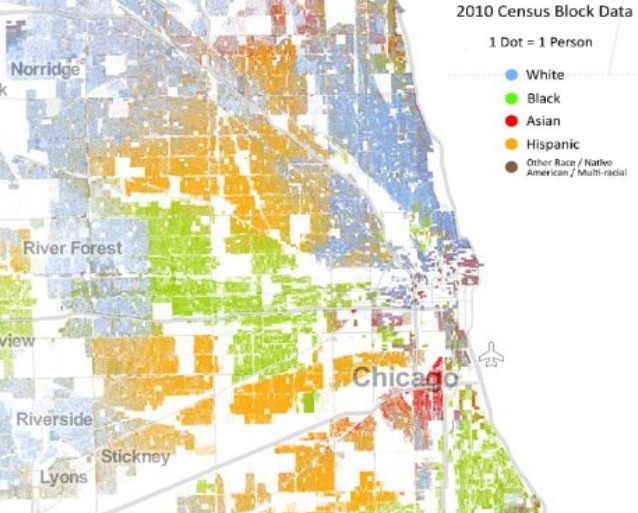 2010 Census Block Data
1 Dot = 1 Person
White
Black
Asian
Hispanic
Other Race / Native
American / Multi-racial
Norridge
k
River Forest
view
Chicago
Riverside
Stickney
Lyons